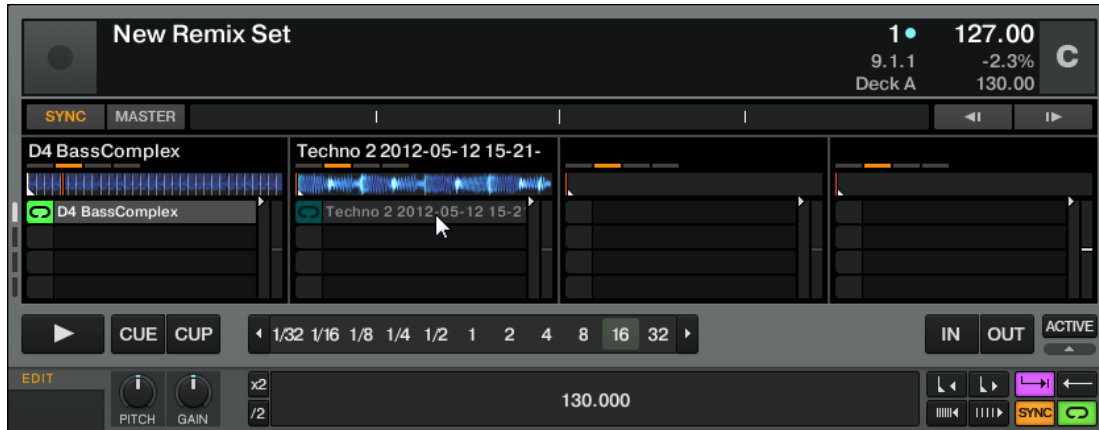 New Remix Set
1 127.00
9.1.1 -2.3%
Deck A 130.00
C
SYNC MASTER
D4 BassComplex
Techno 2 2012-05-12 15-21-
D4 BassComplex
Techno 2 2012-05-12 15-2
CUE CUP
1/32 1/16 1/8 1/4 1/2 1 2 4 8 16 32
IN OUT ACTIVE
EDIT
PITCH GAIN
x2
/2
130.000
SYNC